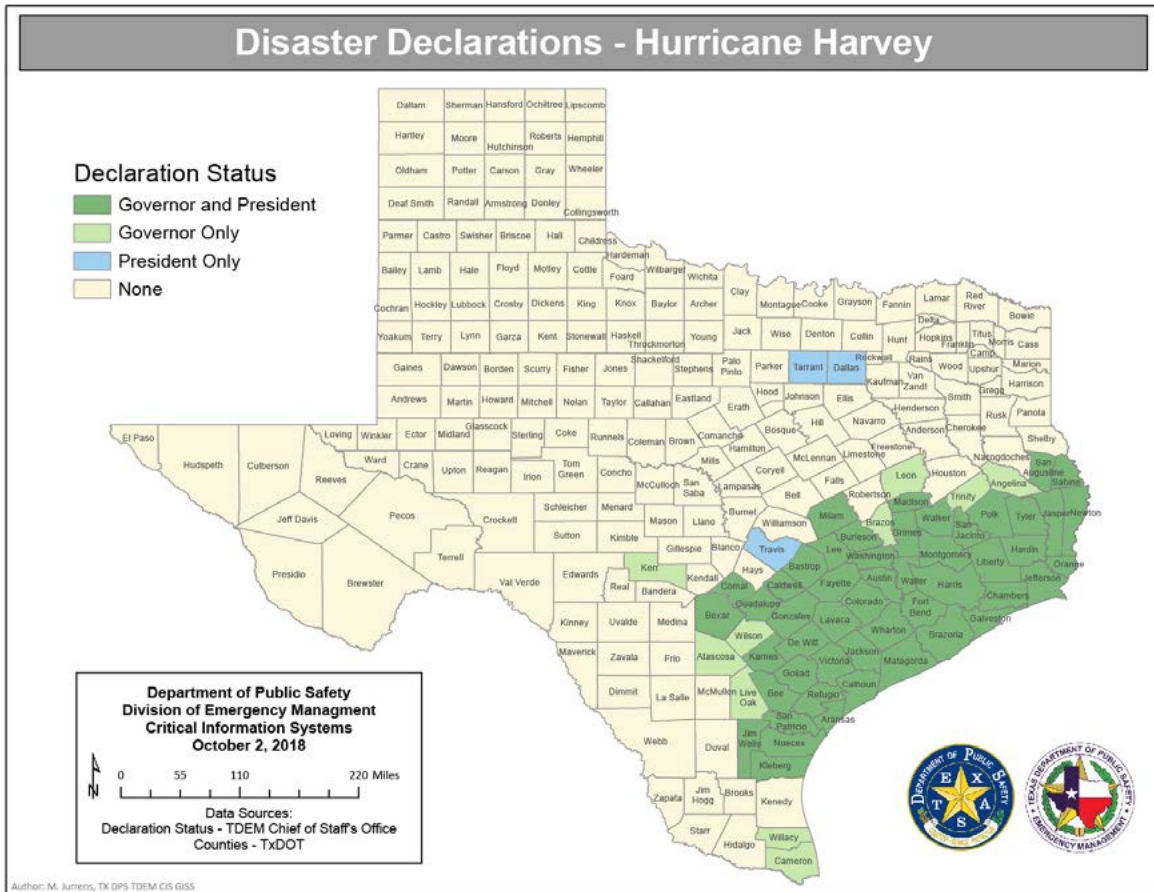 Disaster Declarations - Hurricane Harvey
Declaration Status
Governor and President
Governor Only
President Only
None
Dallam Sherman Hansford Ochiltree Lipscomb
Hartley Moore Hutchinson Roberts Hemphill
Oldham Potter Carson Gray Wheeler
Deaf Smith Randall Armstrong Donley Collingsworth
Parmer Castro Swisher Briscoe Hall Childress
Hardeman
Bailey Lamb Hale Floyd Motley Cottle Foard Wilbarger Wichita
Clay Montague Cooke Grayson Fannin Lamar Red River Bowie
Cochran Hockley Lubbock Crosby Dickens King Knox Baylor Archer
Delta Titus Morris Cass
Yoakum Terry Lynn Garza Kent Stonewall Haskell Throckmorton Young Jack Wise Denton Collin Hunt Hopkins Franklin Camp
Rockwall Rains Wood Upshur Marion
Gaines Dawson Borden Scurry Fisher Jones Shackelford Stephens Palo Pinto Parker Tarrant Dallas Kaufman Van Zandt Gregg Harrison
Andrews Martin Howard Mitchell Nolan Taylor Callahan Eastland Erath Hood Johnson Ellis Henderson Smith Rusk Panola
El Paso Loving Winkler Ector Midland Glasscock Sterling Coke Runnels Coleman Brown Comanche Bosque Hill Navarro Anderson Cherokee Shelby
Hudspeth Culberson Reeves Ward Crane Upton Reagan Irion Tom Green Concho McCulloch San Saba Mills Hamilton Lampasas Coryell McLennan Limestone Freestone Nacogdoches San Augustine Sabine
Falls Leon Houston Angelina
Jeff Davis Pecos Crockett Schleicher Menard Mason Llano Burnet Bell Robertson Madison Trinity
Williamson Milam Brazos Grimes Walker San Jacinto Polk Tyler Jasper Newton
Presidio Brewster Terrell Val Verde Sutton Kimble Gillespie Blanco Travis Burleson Lee Washington Montgomery Liberty Hardin Orange
Edwards Kerr Kendall Hays Bastrop
Real Bandera Comal Caldwell Fayette Austin Waller Harris Chambers Jefferson
Kinney Uvalde Medina Bexar Guadalupe Gonzales Lavaca Colorado Fort Bend Galveston
Maverick Zavala Frio Atascosa Wilson Karnes De Witt Jackson Wharton Brazoria
Goliad Victoria Matagorda
Dimmit La Salle McMullen Live Oak Bee Refugio Calhoun
San Patricio Aransas
Webb Duval Jim Wells Nueces
Kleberg
Zapata Jim Hogg Brooks Kenedy
Starr Hidalgo Willacy
Cameron
Department of Public Safety
Division of Emergency Managment
Critical Information Systems
October 2, 2018
N
0 55 110 220 Miles
Data Sources:
Declaration Status - TDEM Chief of Staff's Office
Counties - TxDOT
DEPARTMENT OF PUBLIC SAFETY
TEXAS
TEXAS DEPARTMENT OF PUBLIC SAFETY
EMERGENCY MANAGEMENT
Author: M. Jurrens, TX DPS TDEM CIS GISS